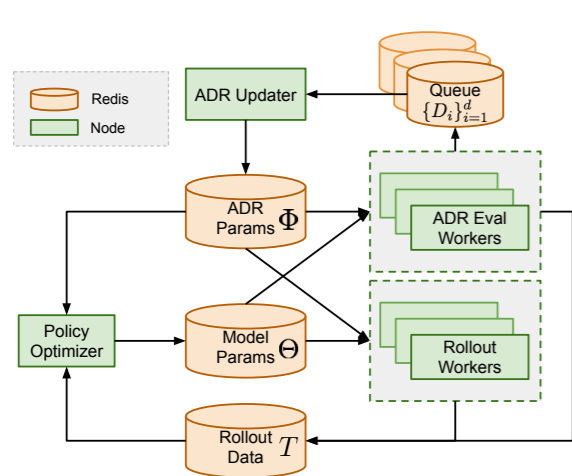 Redis
Node
ADR Updater
Queue
$\{D_i\}_{i=1}^d$
ADR
Params Φ
ADR Eval
Workers
Policy
Optimizer
Model
Params Θ
Rollout
Workers
Rollout
Data T